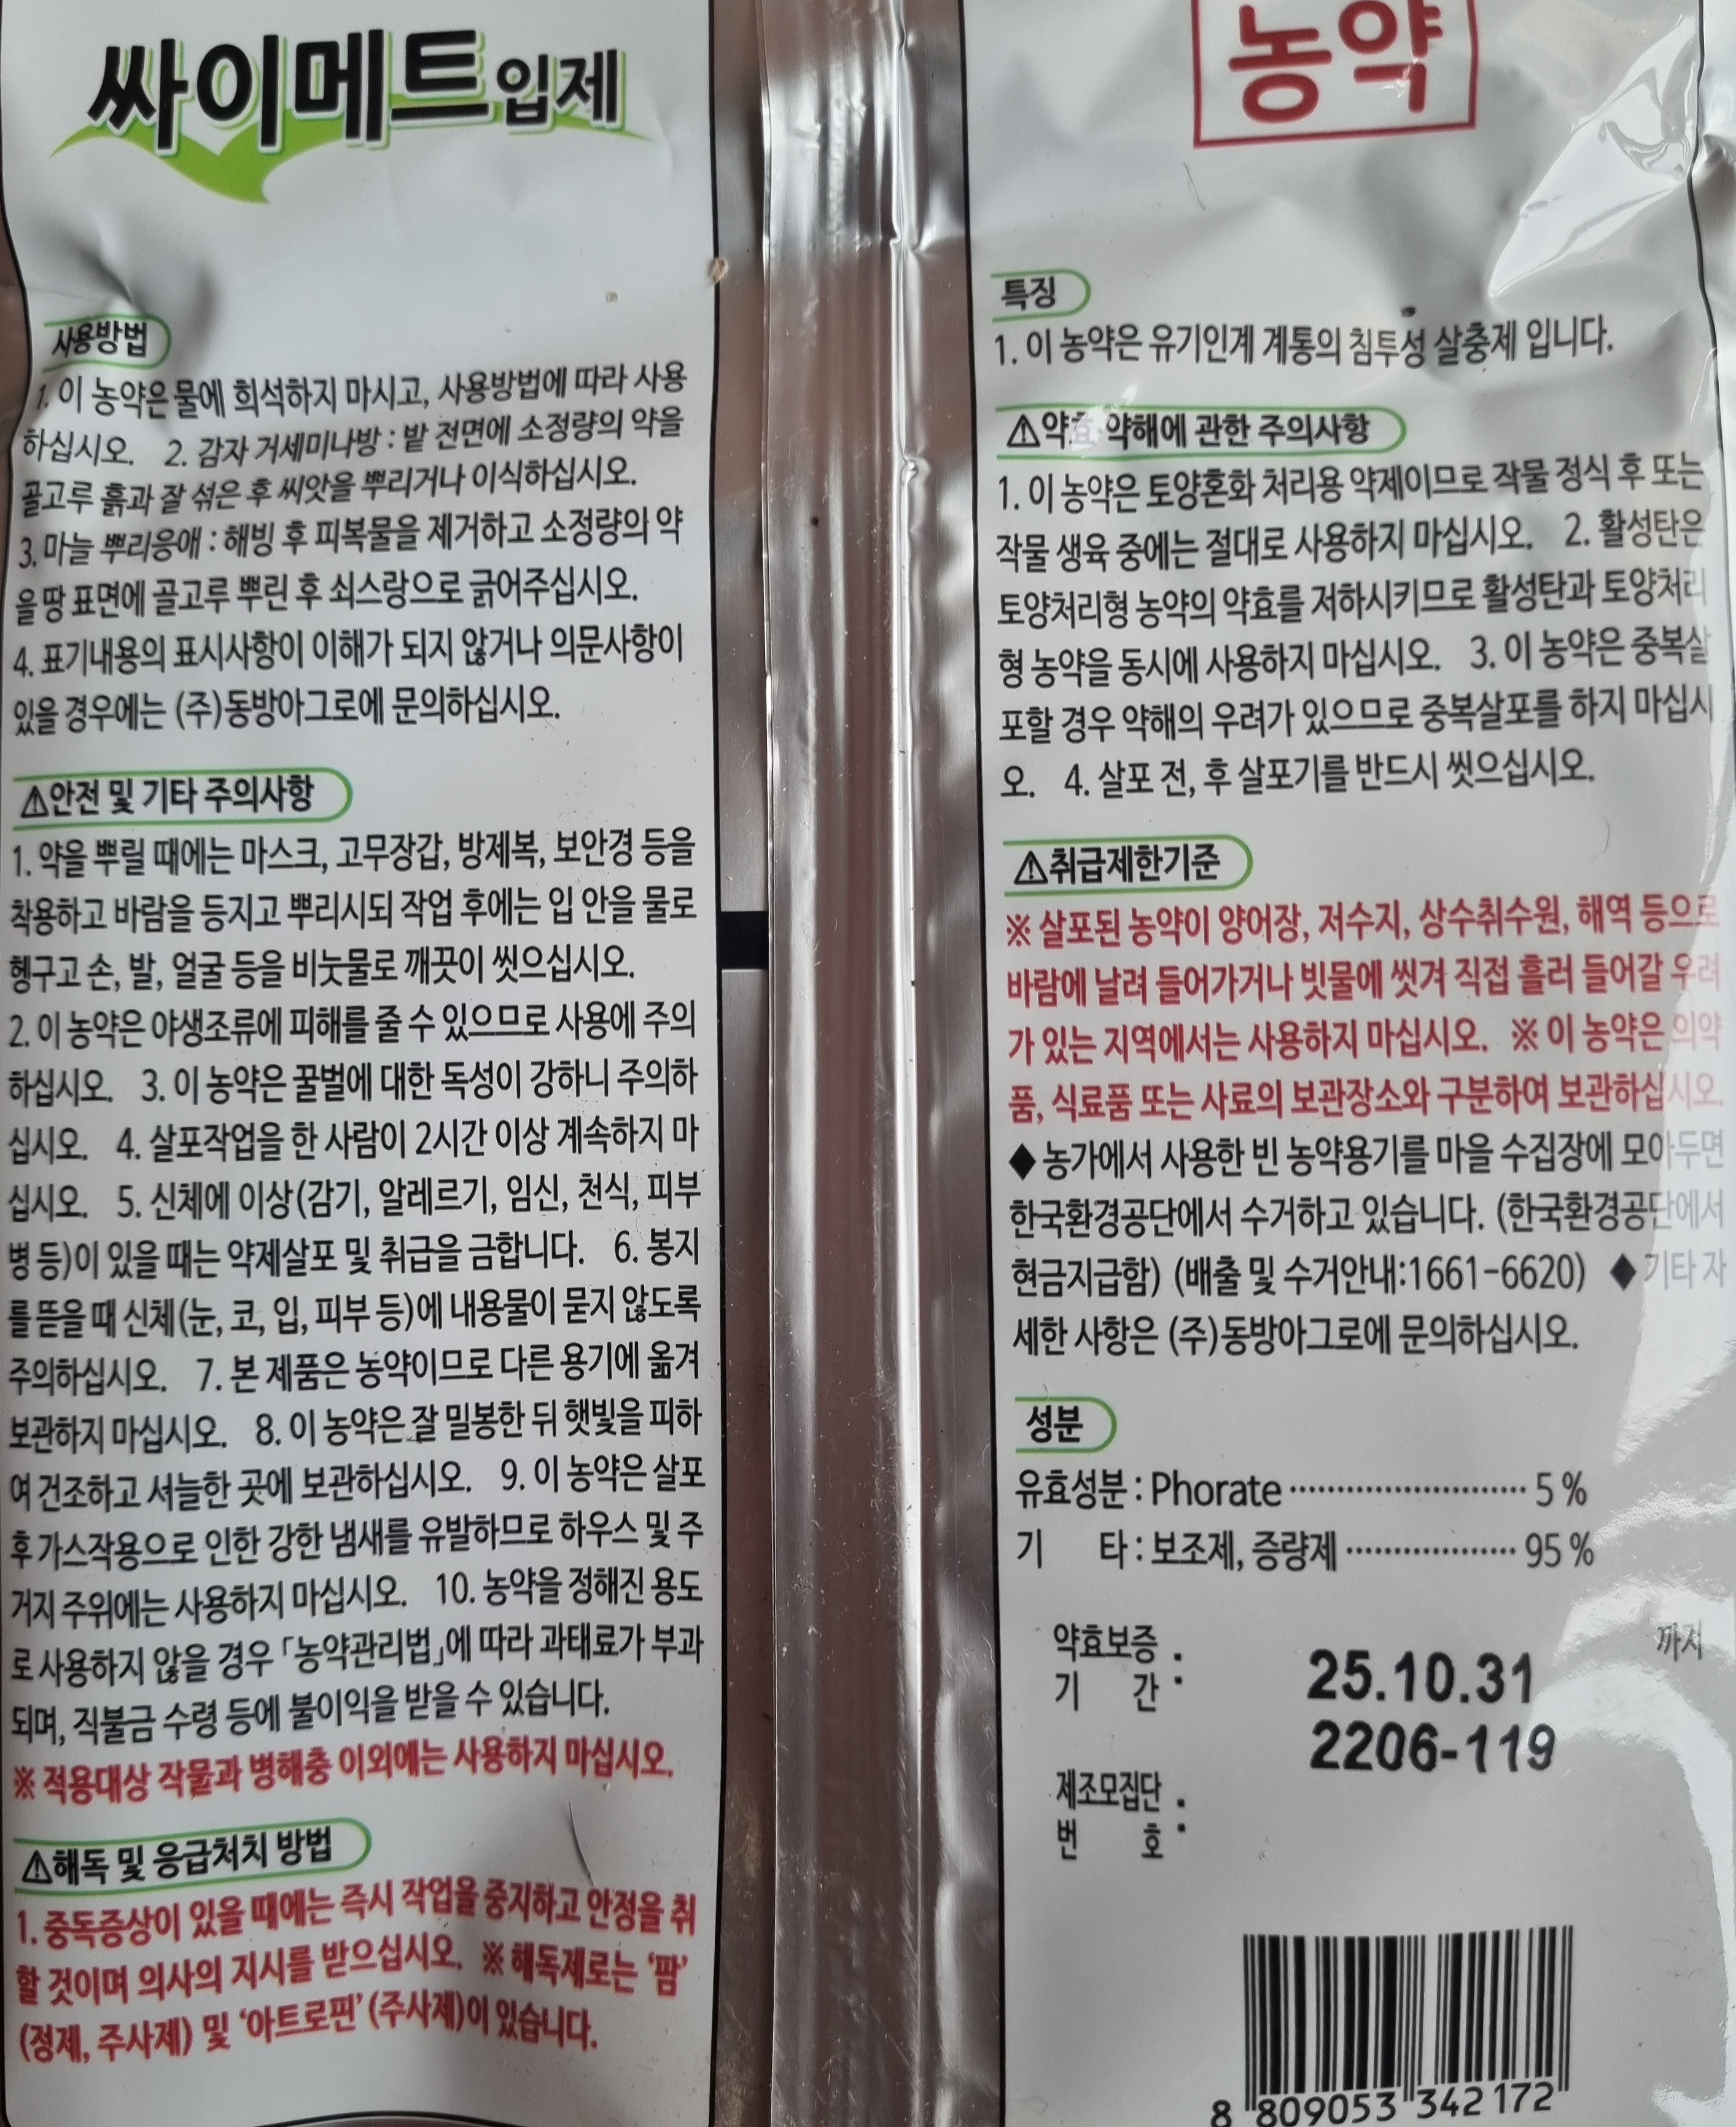 싸이메트입제
사용방법
1. 이 농약은 물에 희석하지 마시고, 사용방법에 따라 사용
하십시오. 2. 감자 거세미나방 : 밭 전면에 소정량의 약을
골고루 흙과 잘 섞은 후 씨앗을 뿌리거나 이식하십시오.
3. 마늘 뿌리응애 : 해빙 후 피복물을 제거하고 소정량의 약
을 땅 표면에 골고루 뿌린 후 쇠스랑으로 긁어주십시오.
4. 표기내용의 표시사항이 이해가 되지 않거나 의문사항이
있을 경우에는 (주)동방아그로에 문의하십시오.
⚠안전 및 기타 주의사항
1. 약을 뿌릴 때에는 마스크, 고무장갑, 방제복, 보안경 등을
착용하고 바람을 등지고 뿌리시되 작업 후에는 입 안을 물로
헹구고 손, 발, 얼굴 등을 비눗물로 깨끗이 씻으십시오.
2. 이 농약은 야생조류에 피해를 줄 수 있으므로 사용에 주의
하십시오. 3. 이 농약은 꿀벌에 대한 독성이 강하니 주의하
십시오. 4. 살포작업을 한 사람이 2시간 이상 계속하지 마
십시오. 5. 신체에 이상(감기, 알레르기, 임신, 천식, 피부
병 등)이 있을 때는 약제살포 및 취급을 금합니다. 6. 봉지
를 뜯을 때 신체(눈, 코, 입, 피부 등)에 내용물이 묻지 않도록
주의하십시오. 7. 본 제품은 농약이므로 다른 용기에 옮겨
보관하지 마십시오. 8. 이 농약은 잘 밀봉한 뒤 햇빛을 피하
여 건조하고 서늘한 곳에 보관하십시오. 9. 이 농약은 살포
후 가스작용으로 인한 강한 냄새를 유발하므로 하우스 및 주
거지 주위에는 사용하지 마십시오. 10. 농약을 정해진 용도
로 사용하지 않을 경우 「농약관리법」에 따라 과태료가 부과
되며, 직불금 수령 등에 불이익을 받을 수 있습니다.
※ 적용대상 작물과 병해충 이외에는 사용하지 마십시오.
⚠해독 및 응급처치 방법
1. 중독증상이 있을 때에는 즉시 작업을 중지하고 안정을 취
할 것이며 의사의 지시를 받으십시오. ※ 해독제로는 '팜'
(정제, 주사제) 및 '아트로핀' (주사제)이 있습니다.
농약
특징
1. 이 농약은 유기인계 계통의 침투성 살충제 입니다.
⚠약효·약해에 관한 주의사항
1. 이 농약은 토양혼화 처리용 약제이므로 작물 정식 후 또는
작물 생육 중에는 절대로 사용하지 마십시오. 2. 활성탄은
토양처리형 농약의 약효를 저하시키므로 활성탄과 토양처리
형 농약을 동시에 사용하지 마십시오. 3. 이 농약은 중복살
포할 경우 약해의 우려가 있으므로 중복살포를 하지 마십시
오. 4. 살포 전, 후 살포기를 반드시 씻으십시오.
⚠취급제한기준
※ 살포된 농약이 양어장, 저수지, 상수취수원, 해역 등으로
바람에 날려 들어가거나 빗물에 씻겨 직접 흘러 들어갈 우려
가 있는 지역에서는 사용하지 마십시오. ※ 이 농약은 의약
품, 식료품 또는 사료의 보관장소와 구분하여 보관하십시오.
◆ 농가에서 사용한 빈 농약용기를 마을 수집장에 모아두면
한국환경공단에서 수거하고 있습니다. (한국환경공단에서
현금지급함) (배출 및 수거안내:1661-6620) ◆ 기타 자
세한 사항은 (주)동방아그로에 문의하십시오.
성분
유효성분 : Phorate ························· 5 %
기 타 : 보조제, 증량제 ·················· 95 %
약효보증 기 간 : 25.10.31 까지
2206-119
제조모집단 번 호 :
8 809053 342172